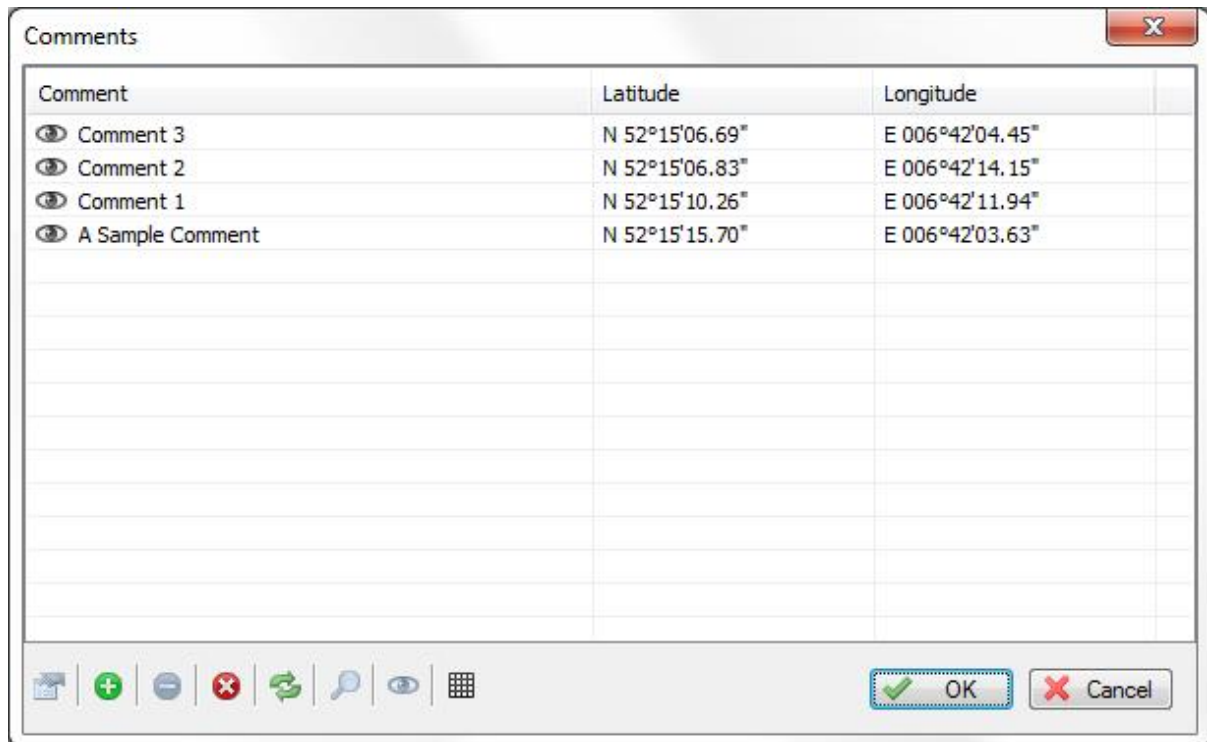 Comments
Comment Latitude Longitude
Comment 3 N 52°15'06.69" E 006°42'04.45"
Comment 2 N 52°15'06.83" E 006°42'14.15"
Comment 1 N 52°15'10.26" E 006°42'11.94"
A Sample Comment N 52°15'15.70" E 006°42'03.63"
OK Cancel